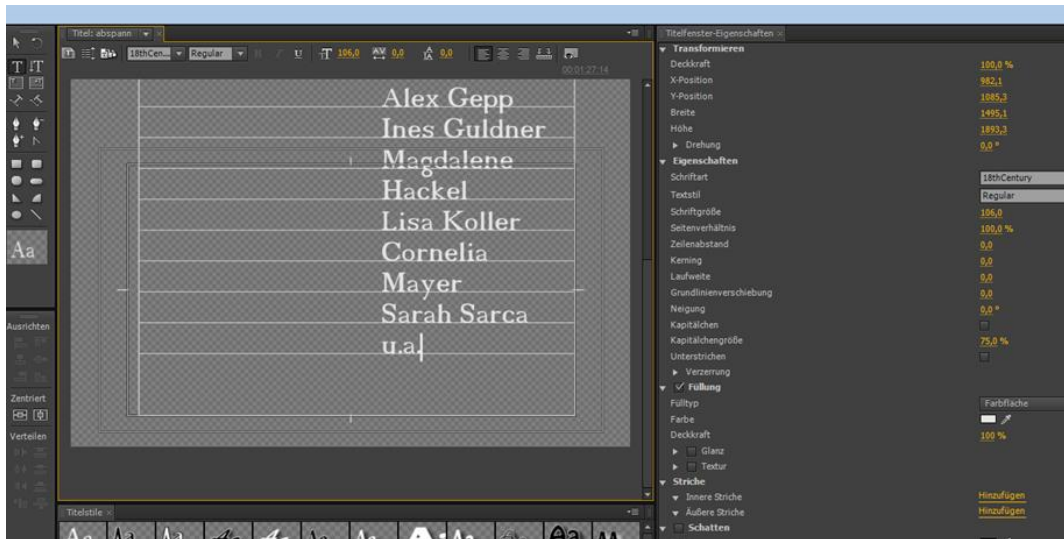 Titel: abspann
18thCen...
Regular
T
U
106,0
0,0
0,0
00:01:27:14
Alex Gepp
Ines Guldner
Magdalene
Hackel
Lisa Koller
Cornelia
Mayer
Sarah Sarca
u.a.
Aa
Ausrichten
Zentriert
Verteilen
Titelstile
Titelfenster-Eigenschaften
Transformieren
Deckkraft 100,0 %
X-Position 982,1
Y-Position 1085,3
Breite 1495,1
Höhe 1893,3
Drehung 0,0 °
Eigenschaften
Schriftart 18thCentury
Textstil Regular
Schriftgröße 106,0
Seitenverhältnis 100,0 %
Zeilenabstand 0,0
Kerning 0,0
Laufweite 0,0
Grundlinienverschiebung 0,0
Neigung 0,0 °
Kapitälchen
Kapitälchengröße 75,0 %
Unterstrichen
Verzerrung
Füllung
Fülltyp Farbfläche
Farbe
Deckkraft 100 %
Glanz
Textur
Striche
Innere Striche Hinzufügen
Äußere Striche Hinzufügen
Schatten